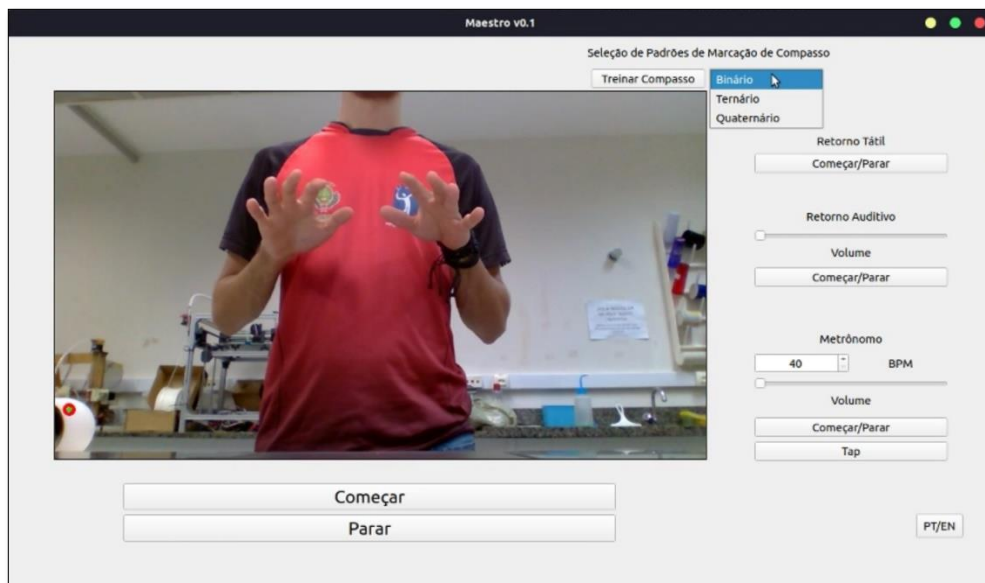 Maestro v0.1
Seleção de Padrões de Marcação de Compasso
Treinar Compasso
Binário
Ternário
Quaternário
Retorno Tátil
Começar/Parar
Retorno Auditivo
Volume
Começar/Parar
Metrônomo
40 BPM
Volume
Começar/Parar
Tap
Começar
Parar
PT/EN